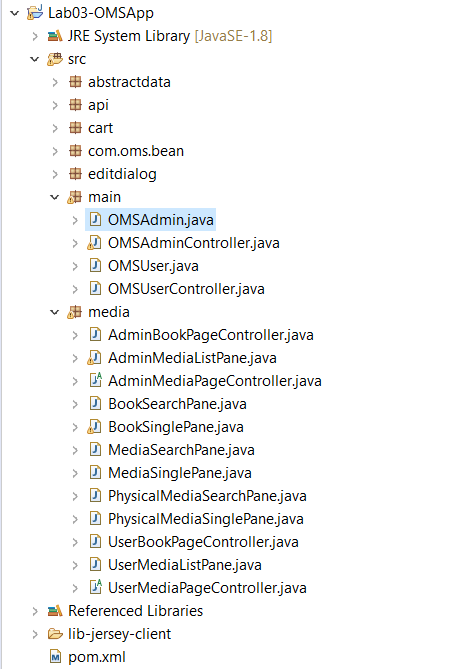 Lab03-OMSApp
JRE System Library [JavaSE-1.8]
src
abstractdata
api
cart
com.oms.bean
editdialog
main
OMSAdmin.java
OMSAdminController.java
OMSUser.java
OMSUserController.java
media
AdminBookPageController.java
AdminMediaListPane.java
AdminMediaPageController.java
BookSearchPane.java
BookSinglePane.java
MediaSearchPane.java
MediaSinglePane.java
PhysicalMediaSearchPane.java
PhysicalMediaSinglePane.java
UserBookPageController.java
UserMediaListPane.java
UserMediaPageController.java
Referenced Libraries
lib-jersey-client
pom.xml